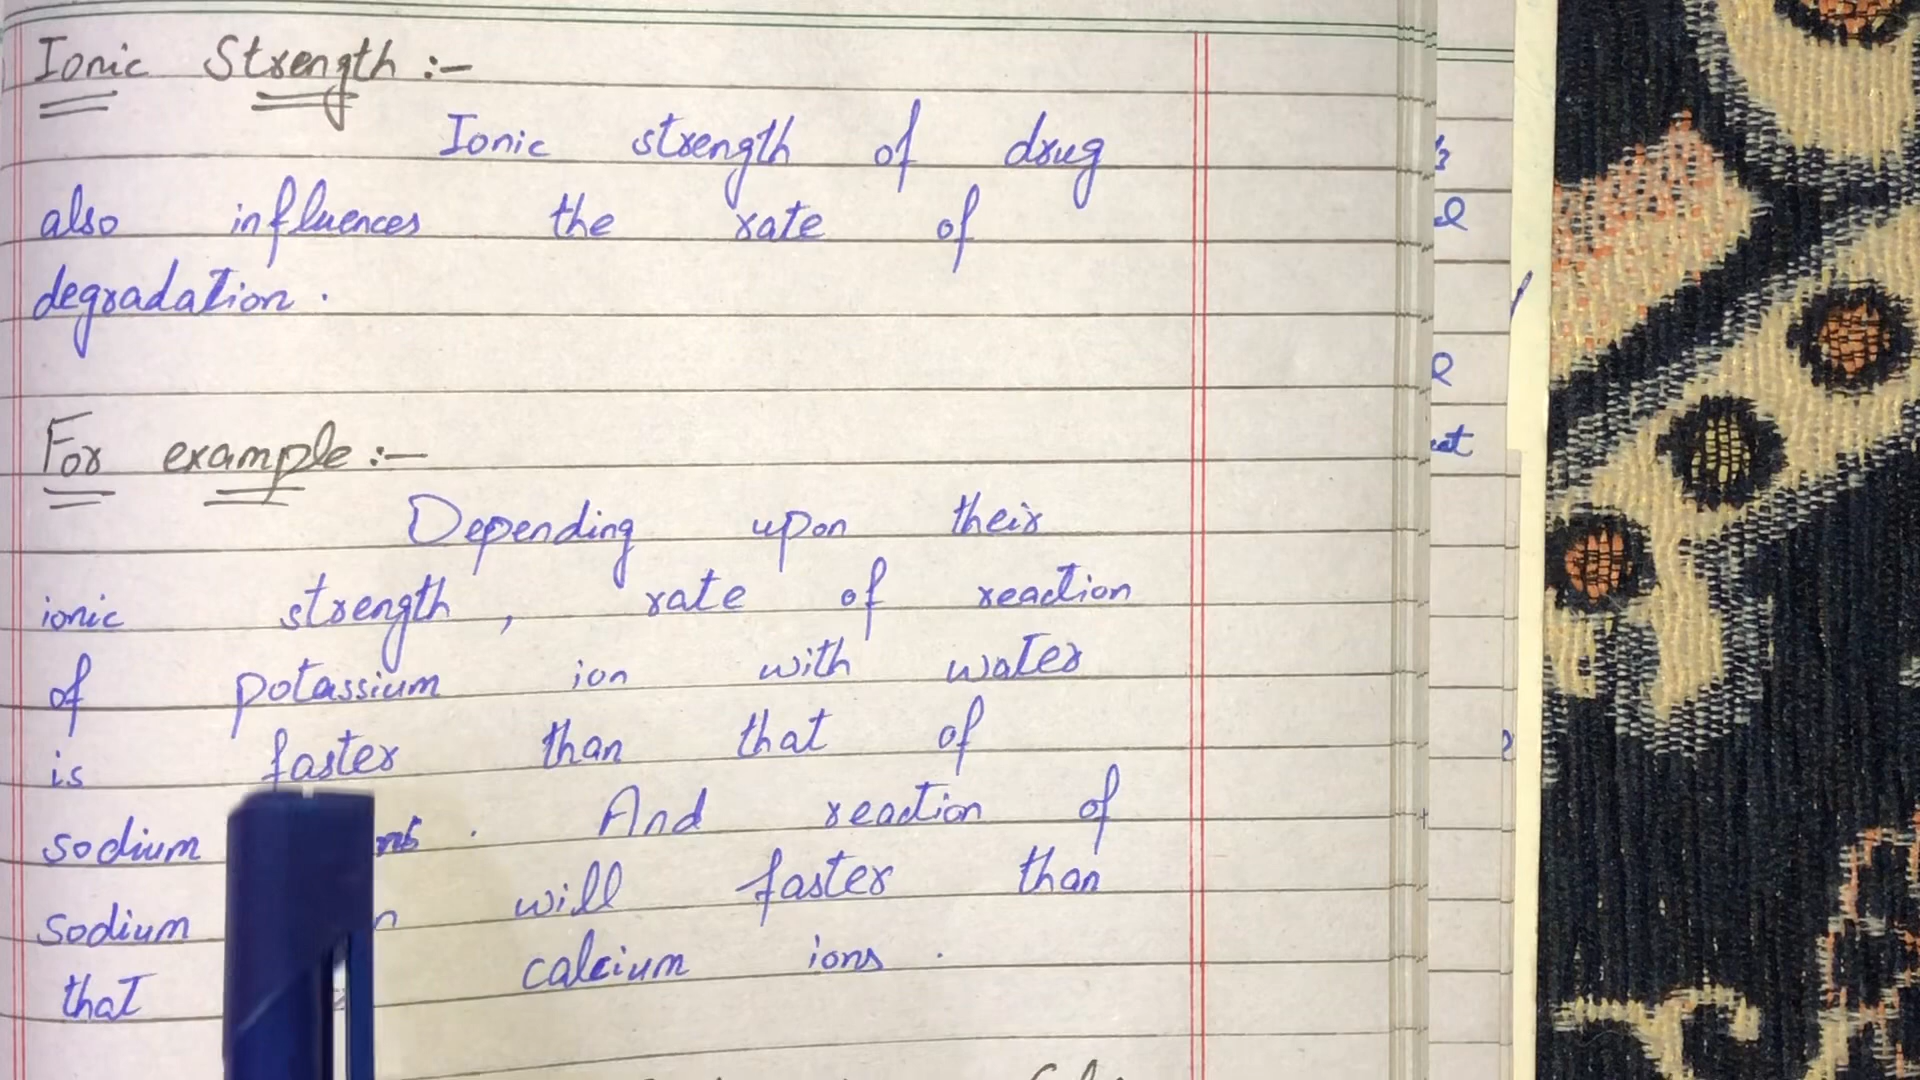 Ionic Strength :-
Ionic strength of drug
also influences the rate of
degradation.
For example :-
Depending upon their
ionic strength, rate of reaction
of potassium ion with water
is faster than that of
sodium . And reaction of
sodium will faster than
that calcium ions.